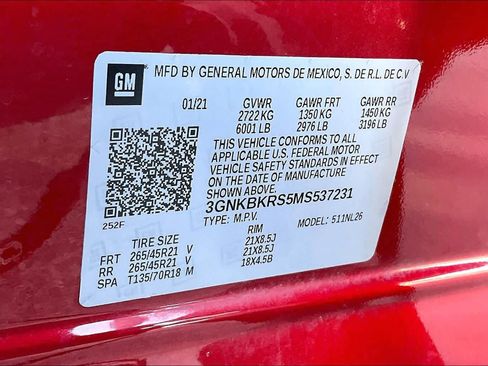 GM
MFD BY GENERAL MOTORS DE MEXICO, S. DE R.L. DE C.V
01/21 GVWR GAWR FRT GAWR RR
2722 KG 1350 KG 1450 KG
6001 LB 2976 LB 3196 LB
THIS VEHICLE CONFORMS TO ALL
APPLICABLE U.S. FEDERAL MOTOR
VEHICLE SAFETY STANDARDS IN EFFECT
ON THE DATE OF MANUFACTURE
SHOWN ABOVE.
3GNKBKRS5MS537231
252F TYPE: M.P.V. MODEL: 511NL26
TIRE SIZE RIM
FRT 265/45R21 V 21X8.5J
RR 265/45R21 V 21X8.5J
SPA T135/70R18 M 18X4.5B